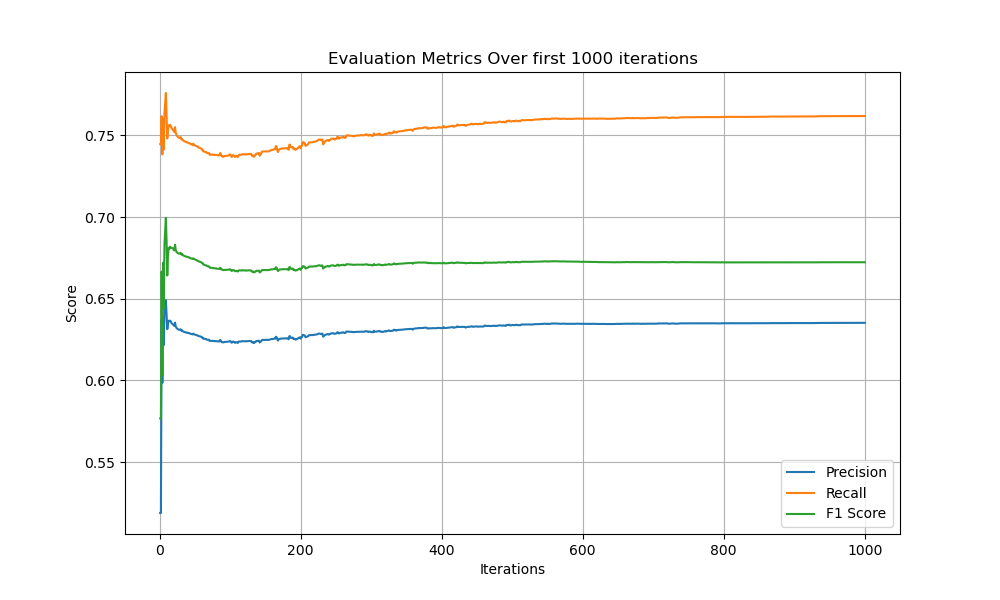 Evaluation Metrics Over first 1000 iterations
Score
0.75
0.70
0.65
0.60
0.55
0
200
400
600
800
1000
Iterations
Precision
Recall
F1 Score